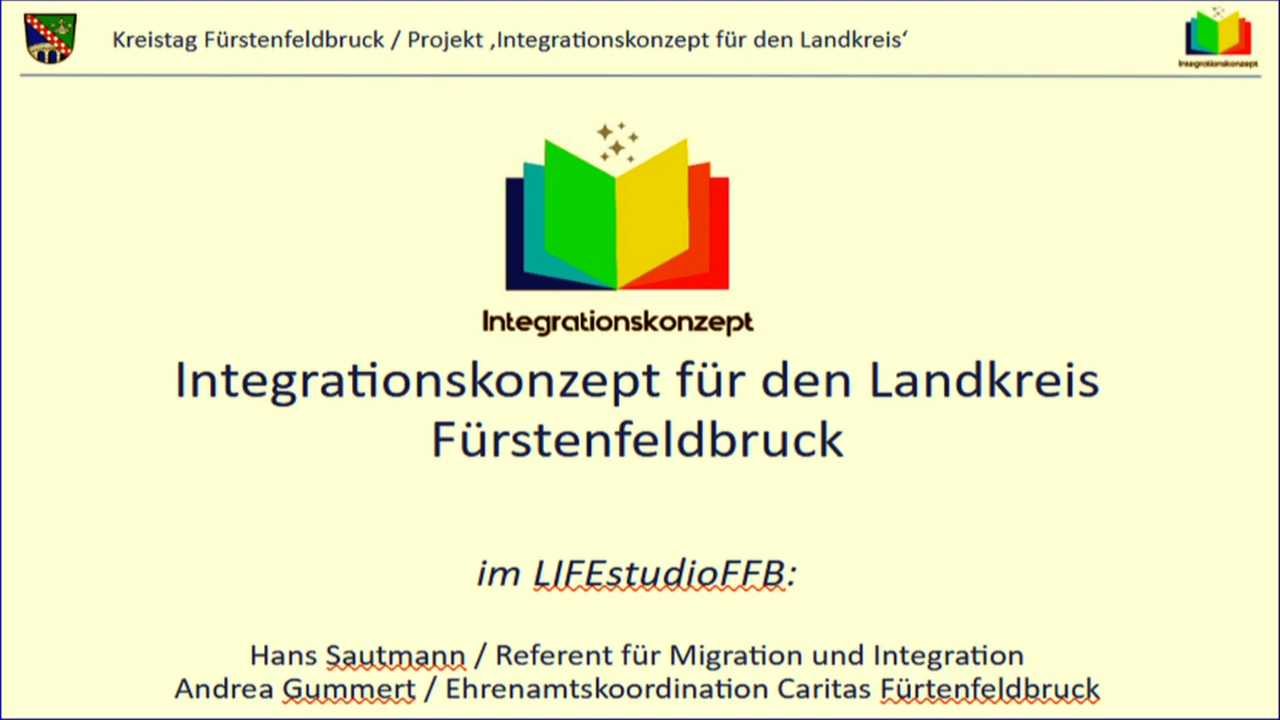 Kreistag Fürstenfeldbruck / Projekt ‚Integrationskonzept für den Landkreis‘
Integrationskonzept
Integrationskonzept
Integrationskonzept für den Landkreis
Fürstenfeldbruck
im LIFEstudioFFB:
Hans Sautmann / Referent für Migration und Integration
Andrea Gummert / Ehrenamtskoordination Caritas Fürtenfeldbruck